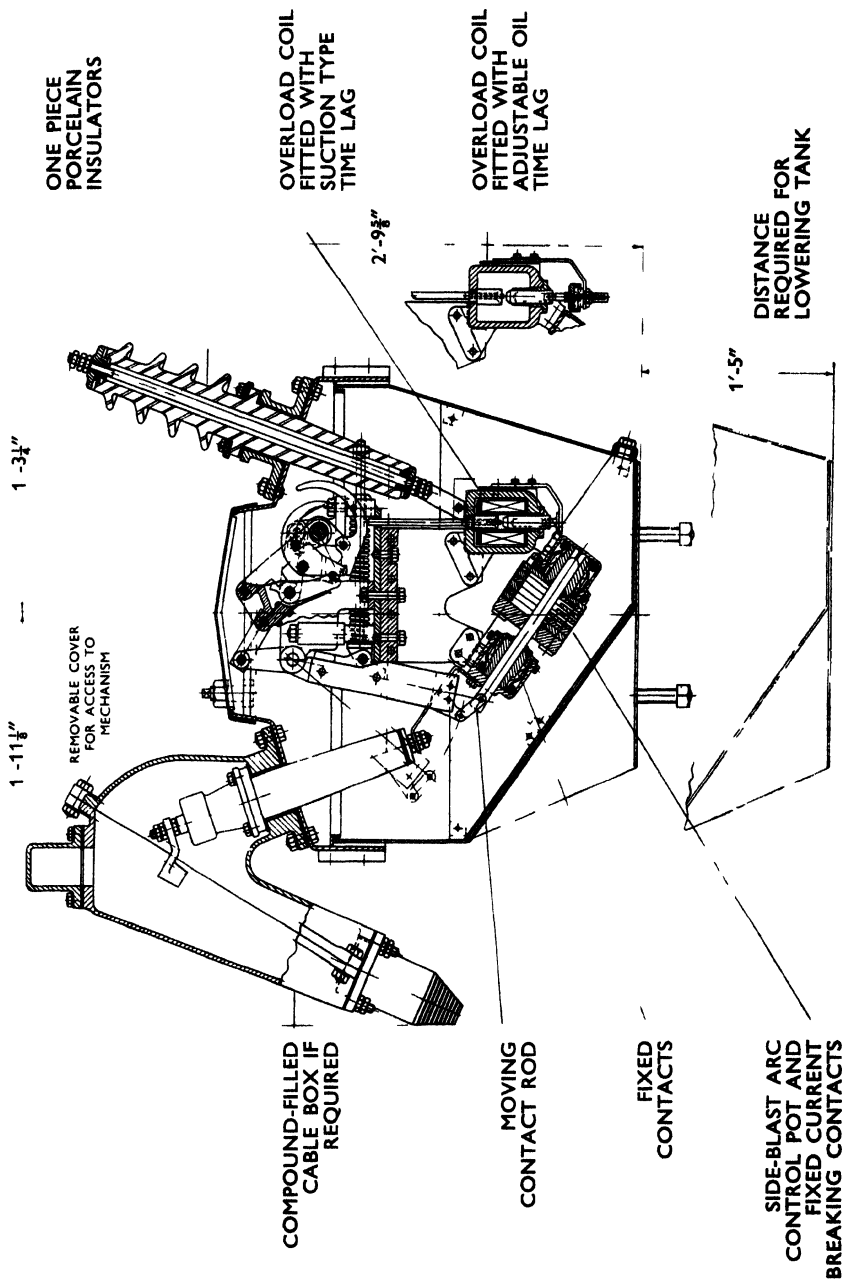 ONE PIECE
PORCELAIN
INSULATORS
OVERLOAD COIL
FITTED WITH
SUCTION TYPE
TIME LAG
OVERLOAD COIL
FITTED WITH
ADJUSTABLE OIL
TIME LAG
DISTANCE
REQUIRED FOR
LOWERING TANK
1 -3¼"
2'-9⅝"
1'-5"
1 -11⅛"
REMOVABLE COVER
FOR ACCESS TO
MECHANISM
COMPOUND-FILLED
CABLE BOX IF
REQUIRED
MOVING
CONTACT ROD
FIXED
CONTACTS
SIDE-BLAST ARC
CONTROL POT AND
FIXED CURRENT
BREAKING CONTACTS